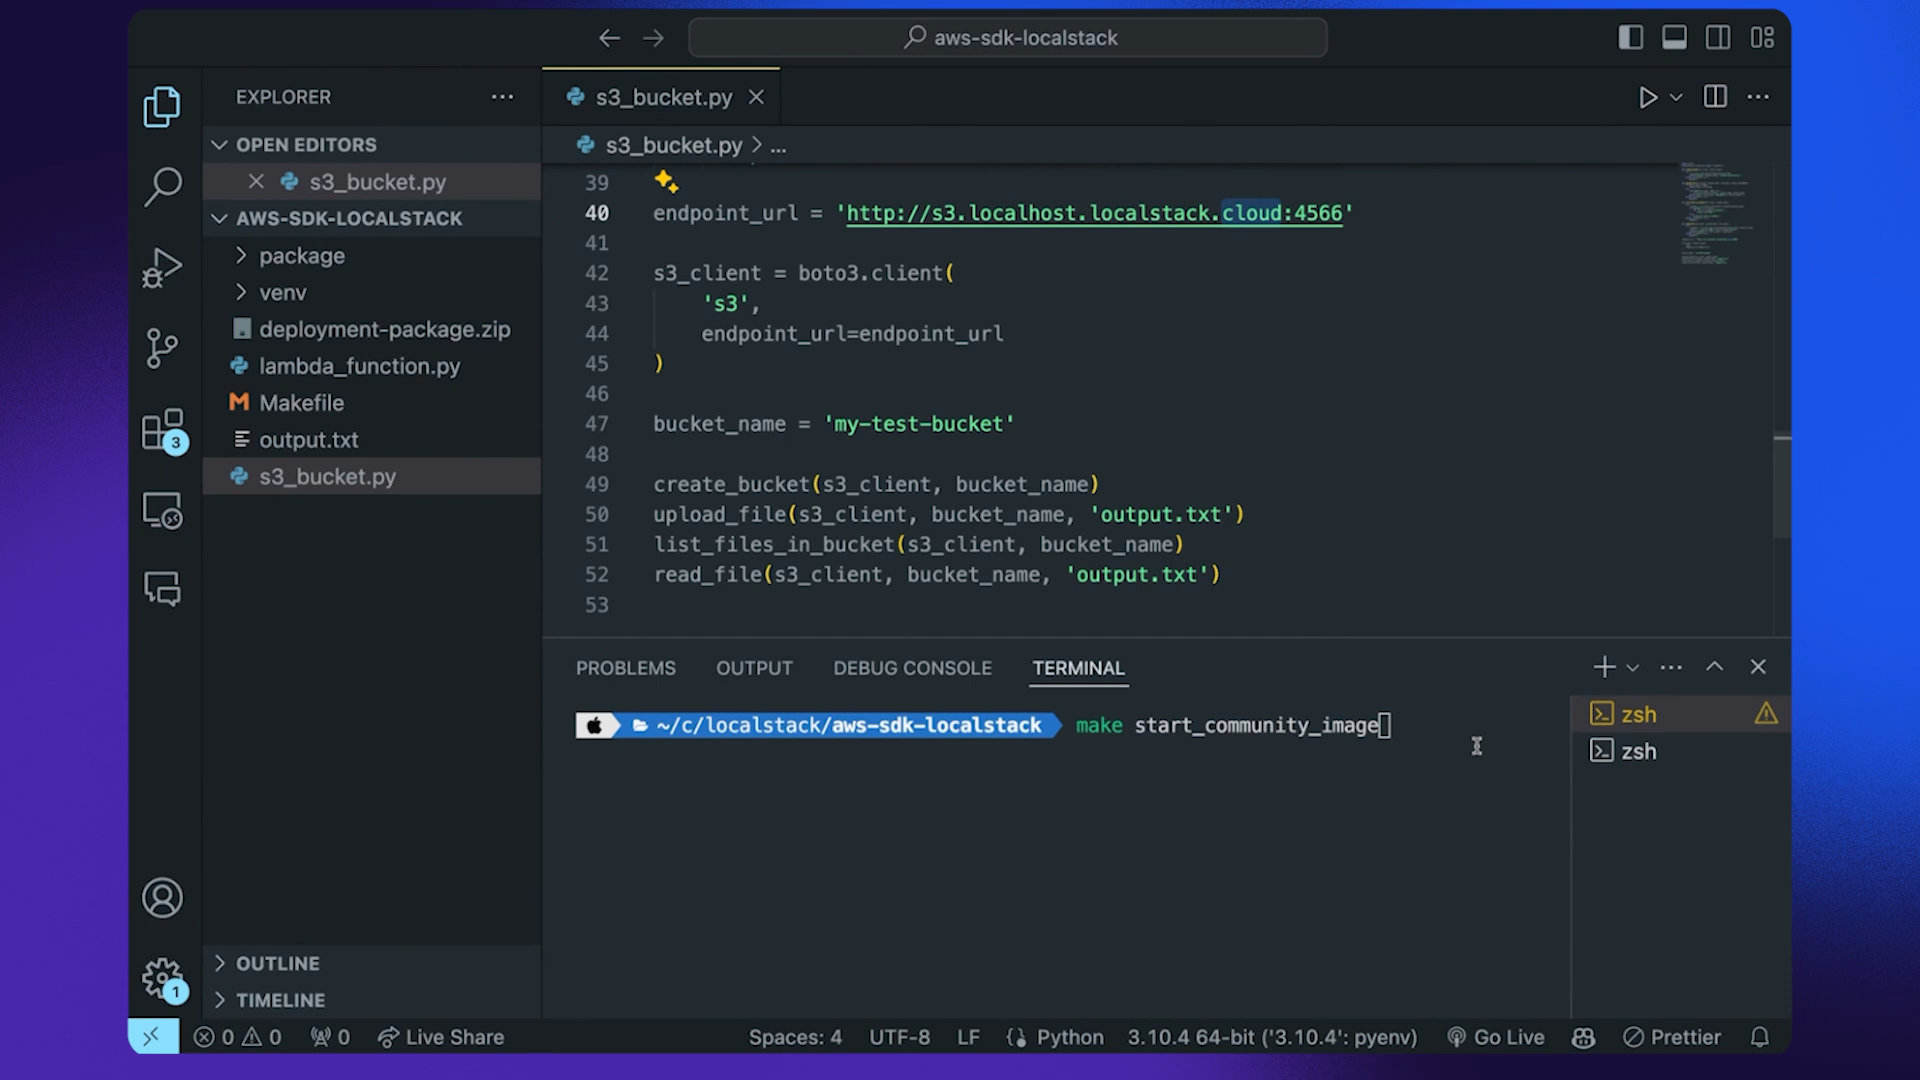 aws-sdk-localstack
EXPLORER
OPEN EDITORS
s3_bucket.py
AWS-SDK-LOCALSTACK
package
venv
deployment-package.zip
lambda_function.py
M Makefile
output.txt
s3_bucket.py
3
1
OUTLINE
TIMELINE
s3_bucket.py
s3_bucket.py > ...
39
40 endpoint_url = 'http://s3.localhost.localstack.cloud:4566'
41
42 s3_client = boto3.client(
43 's3',
44 endpoint_url=endpoint_url
45 )
46
47 bucket_name = 'my-test-bucket'
48
49 create_bucket(s3_client, bucket_name)
50 upload_file(s3_client, bucket_name, 'output.txt')
51 list_files_in_bucket(s3_client, bucket_name)
52 read_file(s3_client, bucket_name, 'output.txt')
53
PROBLEMS OUTPUT DEBUG CONSOLE TERMINAL
~/c/localstack/aws-sdk-localstack make start_community_image
zsh
zsh
0 0 0 Live Share Spaces: 4 UTF-8 LF {} Python 3.10.4 64-bit ('3.10.4': pyenv) Go Live Prettier